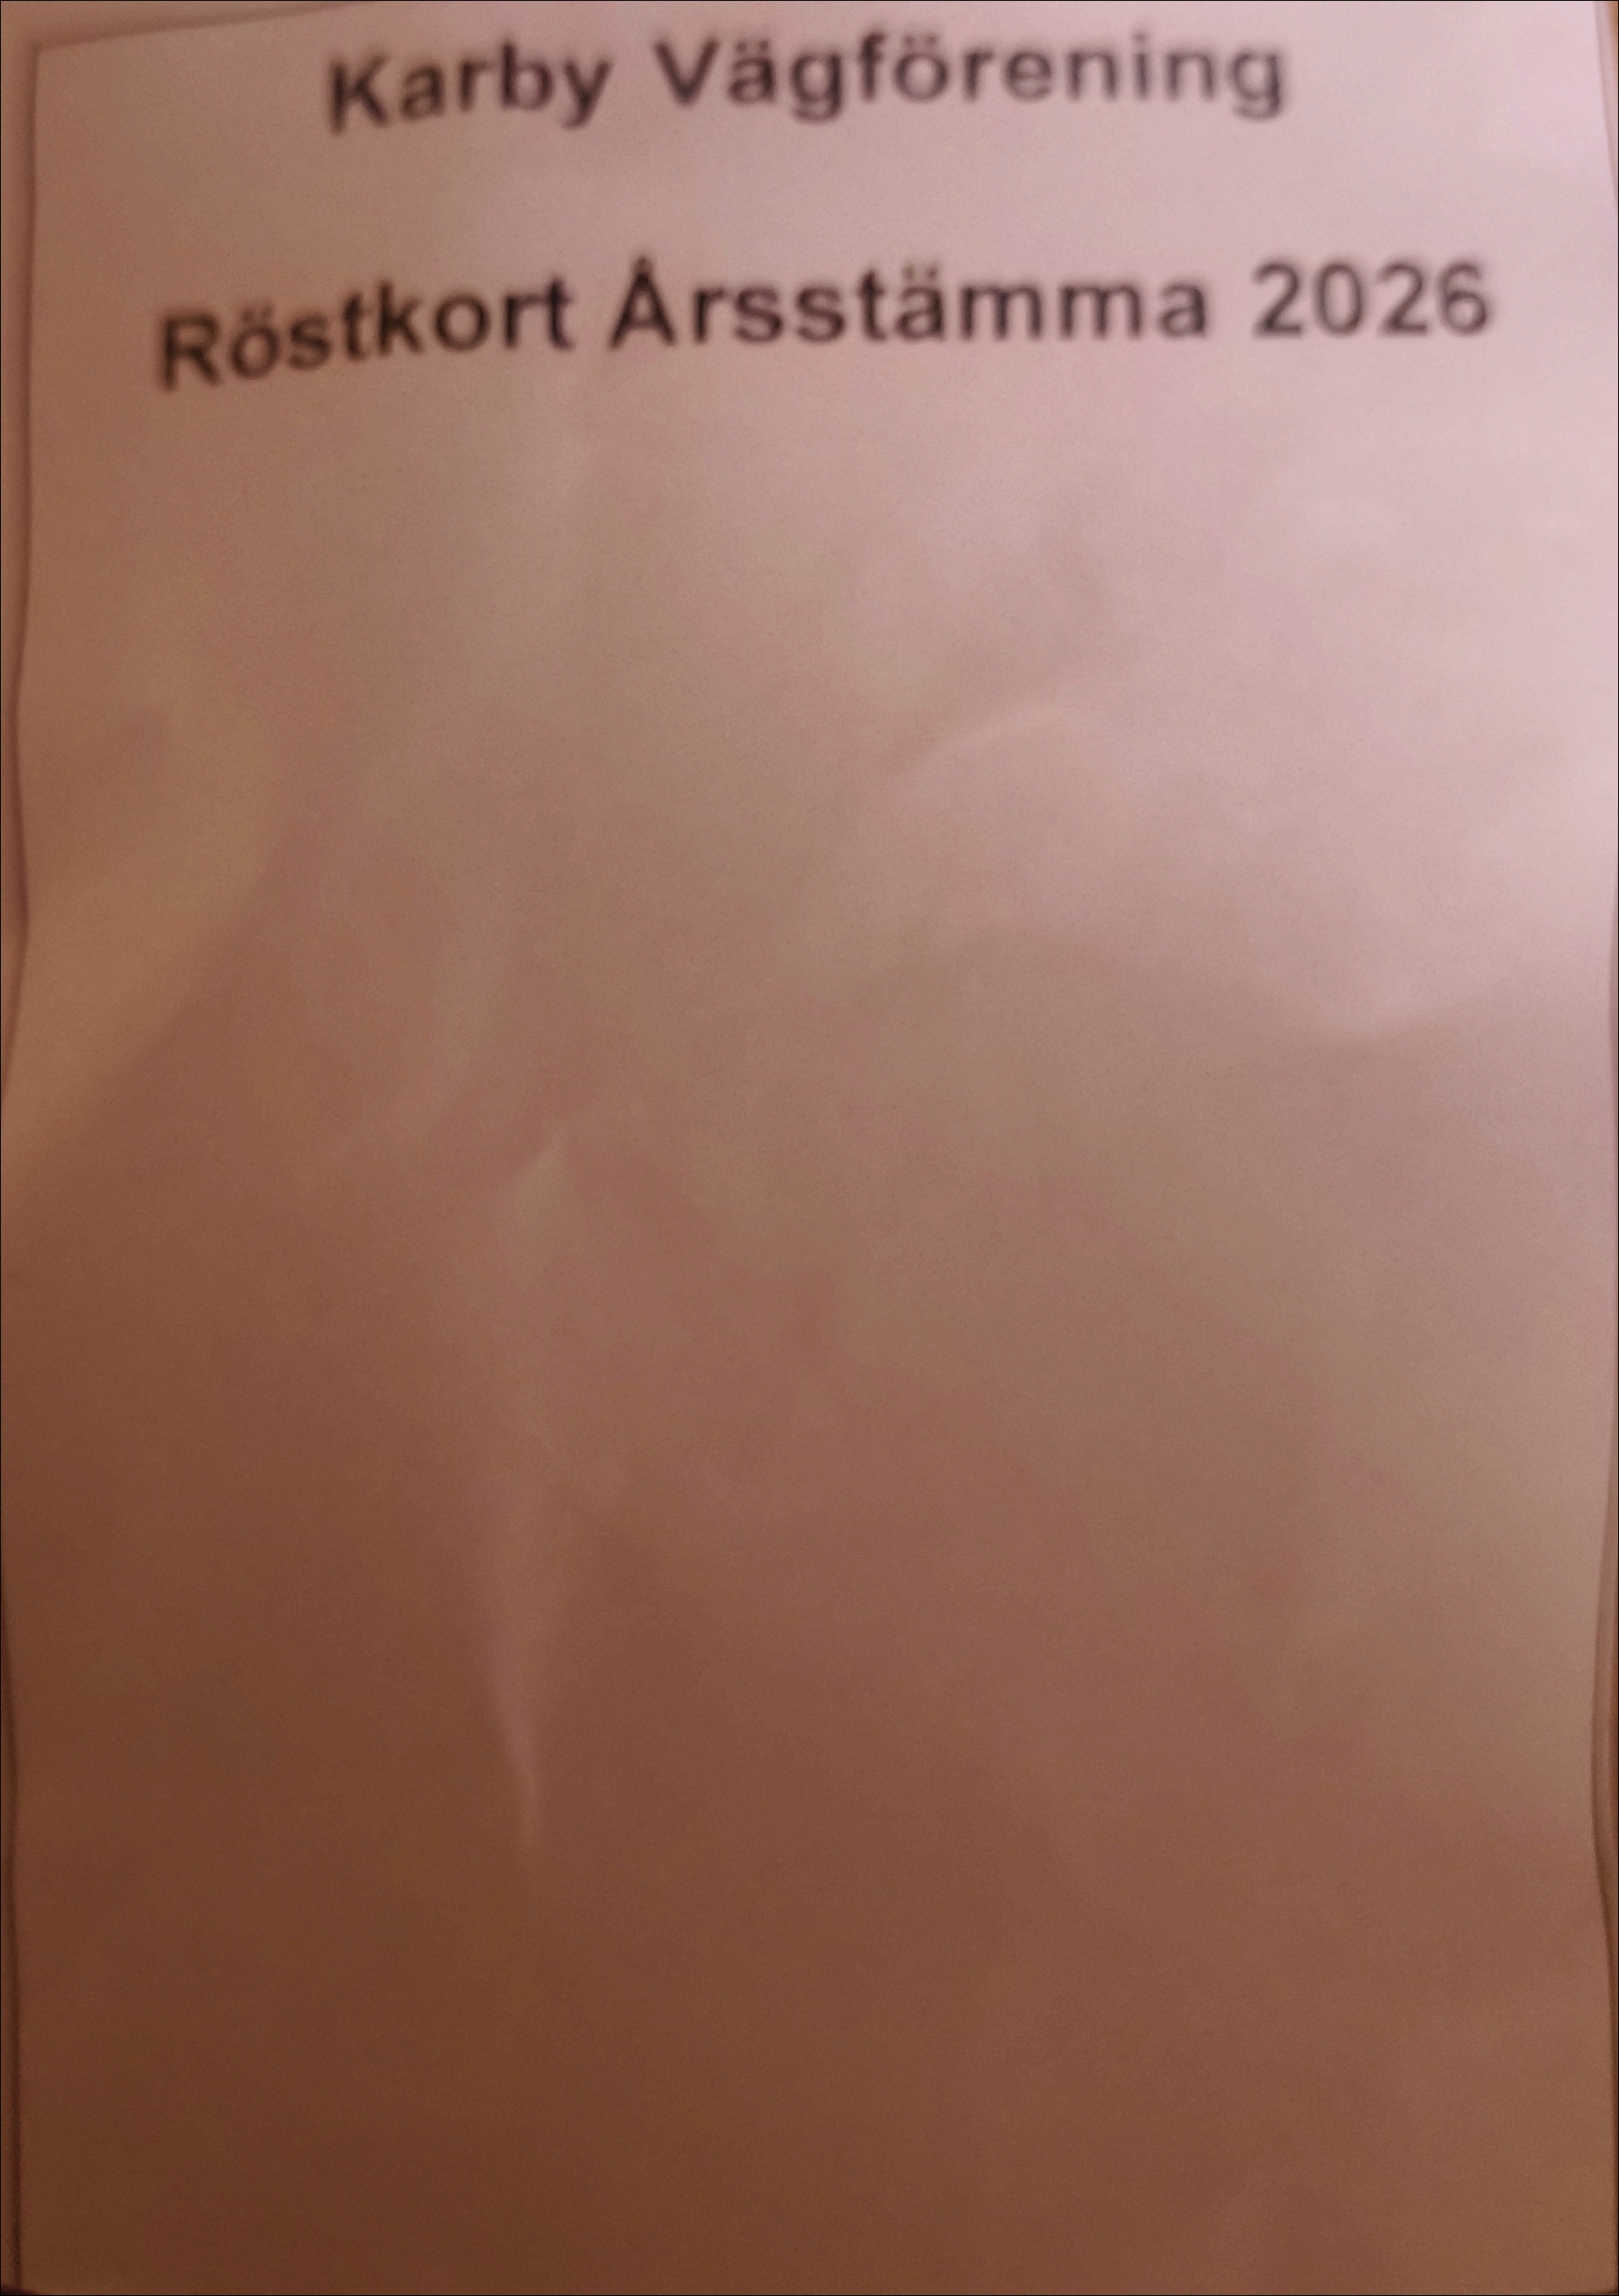 Karby Vägförening
Röstkort Årsstämma 2026